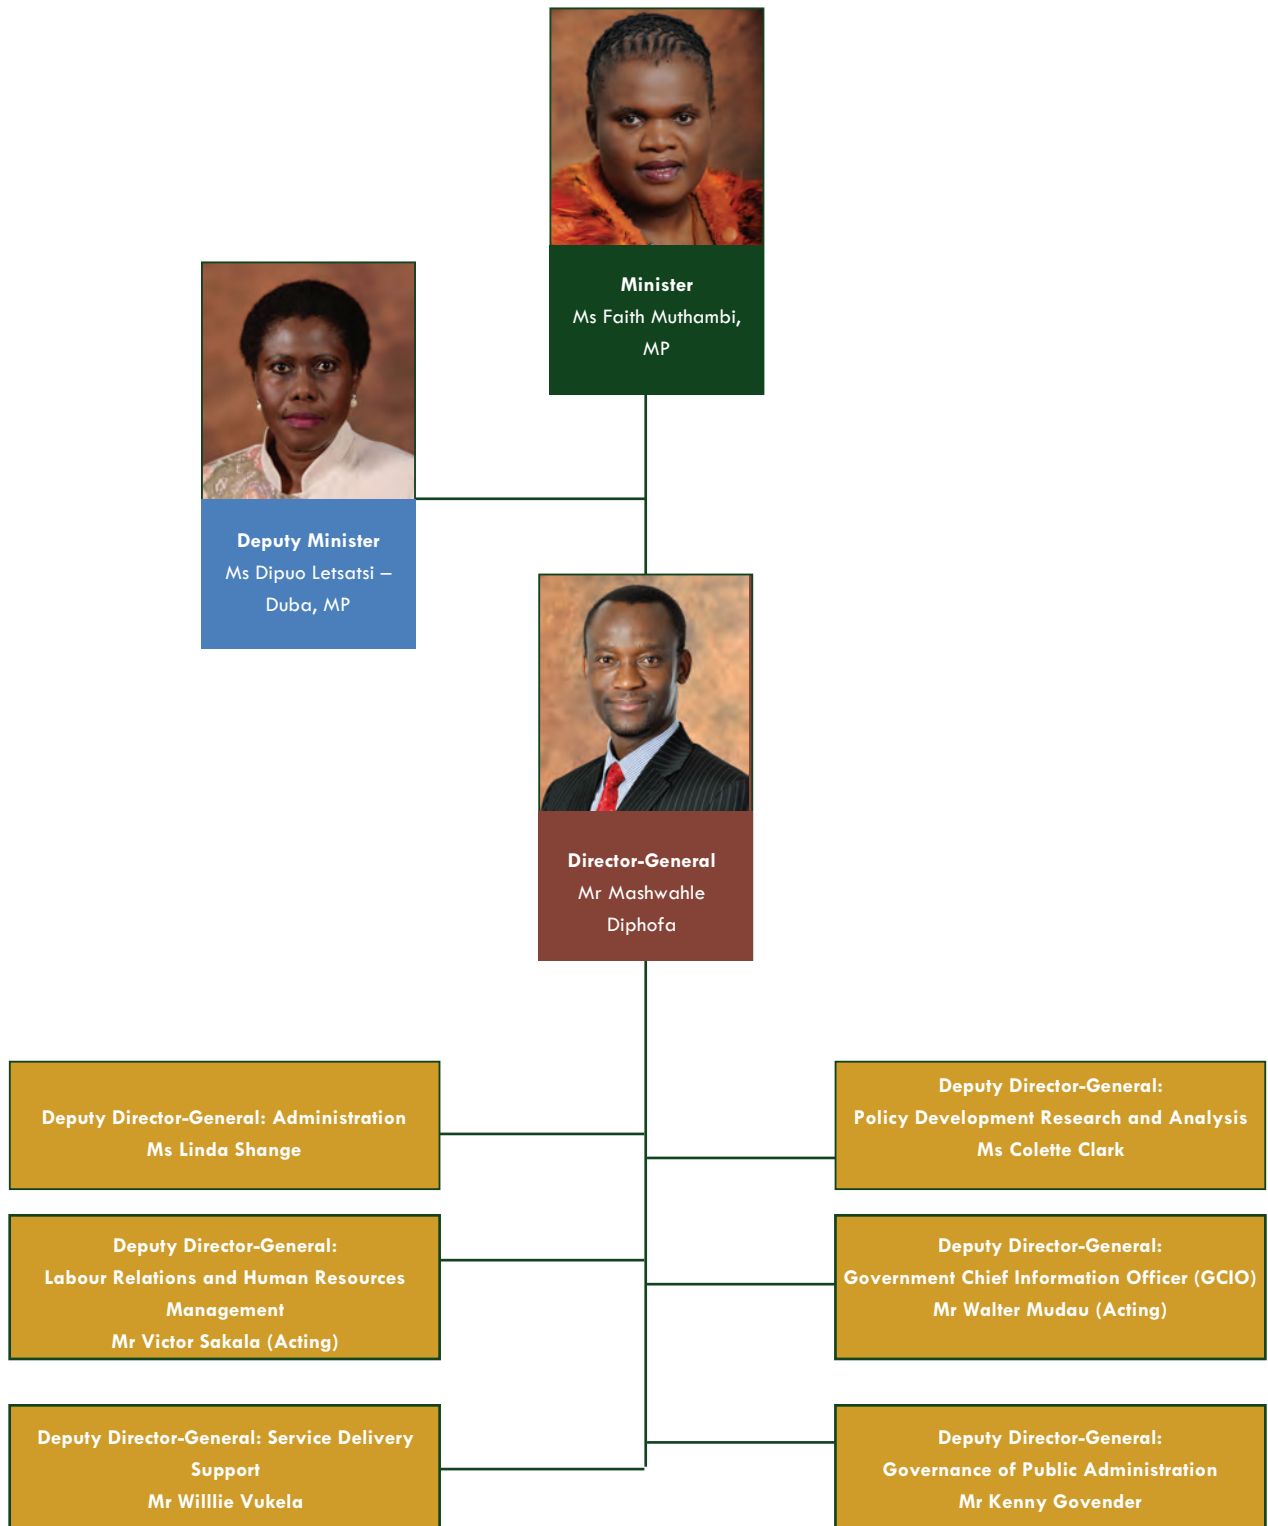 Minister
Ms Faith Muthambi,
MP
Deputy Minister
Ms Dipuo Letsatsi –
Duba, MP
Director-General
Mr Mashwahle
Diphofa
Deputy Director-General: Administration
Ms Linda Shange
Deputy Director-General:
Policy Development Research and Analysis
Ms Colette Clark
Deputy Director-General:
Labour Relations and Human Resources
Management
Mr Victor Sakala (Acting)
Deputy Director-General:
Government Chief Information Officer (GCIO)
Mr Walter Mudau (Acting)
Deputy Director-General: Service Delivery
Support
Mr Willlie Vukela
Deputy Director-General:
Governance of Public Administration
Mr Kenny Govender